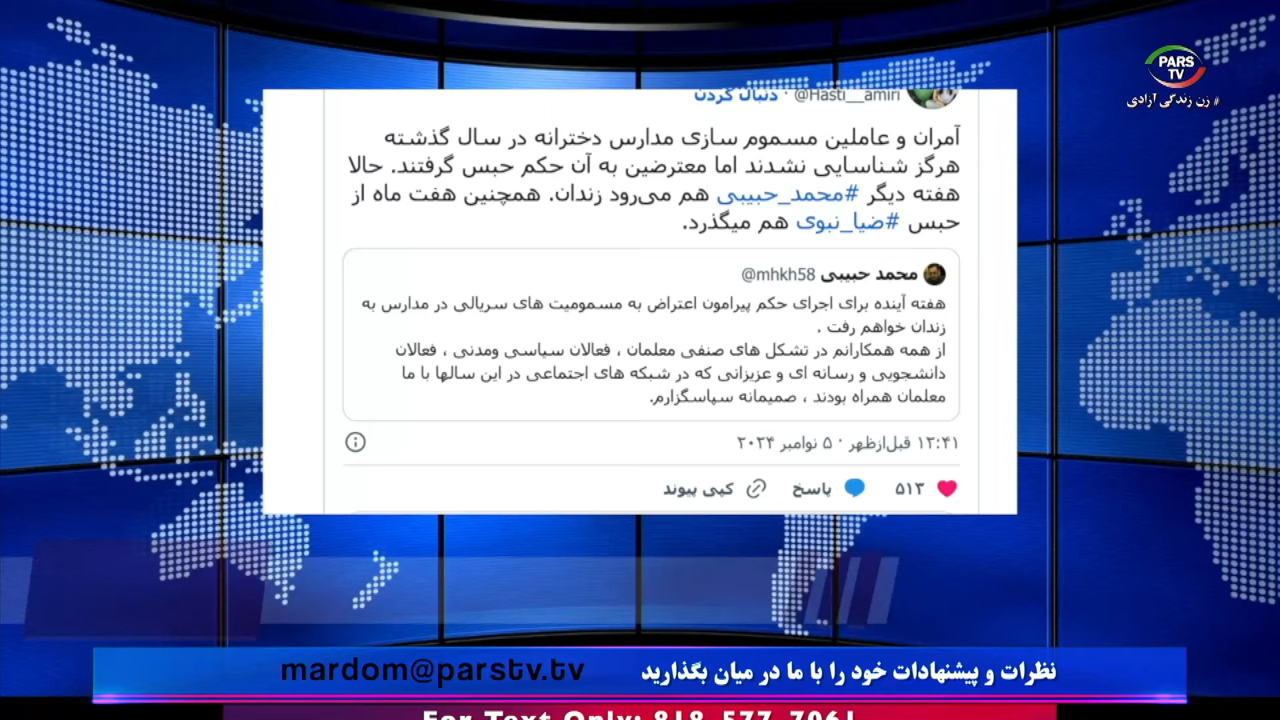 PARS
TV
# زن زندگی آزادی
@Hasti__amiri · دنبال کردن
آمران و عاملین مسموم سازی مدارس دخترانه در سال گذشته
هرگز شناسایی نشدند اما معترضین به آن حکم حبس گرفتند. حالا
هفته دیگر #محمد_حبیبی هم می‌رود زندان. همچنین هفت ماه از
حبس #ضیا_نبوی هم میگذرد.
محمد حبیبی @mhkh58
هفته آینده برای اجرای حکم پیرامون اعتراض به مسمومیت های سریالی در مدارس به
زندان خواهم رفت .
از همه همکارانم در تشکل های صنفی معلمان ، فعالان سیاسی ومدنی ، فعالان
دانشجویی و رسانه ای و عزیزانی که در شبکه های اجتماعی در این سالها با ما
معلمان همراه بودند ، صمیمانه سپاسگزارم.
۱۲:۴۱ قبل‌ازظهر · ۵ نوامبر ۲۰۲۴
۵۱۳ پاسخ کپی پیوند
نظرات و پیشنهادات خود را با ما در میان بگذارید mardom@parstv.tv
For Text Only: 818-577-7961